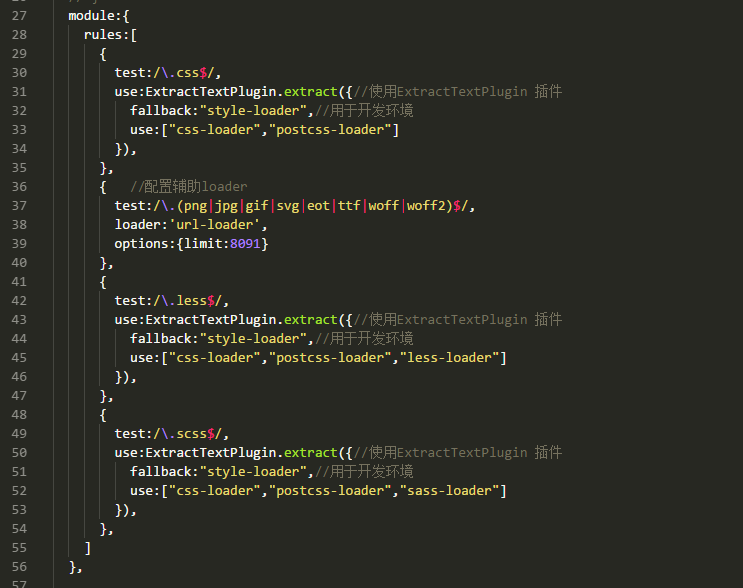 27 module:{
28 rules:[
29 {
30 test:/\.css$/,
31 use:ExtractTextPlugin.extract({//使用ExtractTextPlugin 插件
32 fallback:"style-loader",//用于开发环境
33 use:["css-loader","postcss-loader"]
34 }),
35 },
36 { //配置辅助loader
37 test:/\.(png|jpg|gif|svg|eot|ttf|woff|woff2)$/,
38 loader:'url-loader',
39 options:{limit:8091}
40 },
41 {
42 test:/\.less$/,
43 use:ExtractTextPlugin.extract({//使用ExtractTextPlugin 插件
44 fallback:"style-loader",//用于开发环境
45 use:["css-loader","postcss-loader","less-loader"]
46 }),
47 },
48 {
49 test:/\.scss$/,
50 use:ExtractTextPlugin.extract({//使用ExtractTextPlugin 插件
51 fallback:"style-loader",//用于开发环境
52 use:["css-loader","postcss-loader","sass-loader"]
53 }),
54 },
55 ]
56 },
57